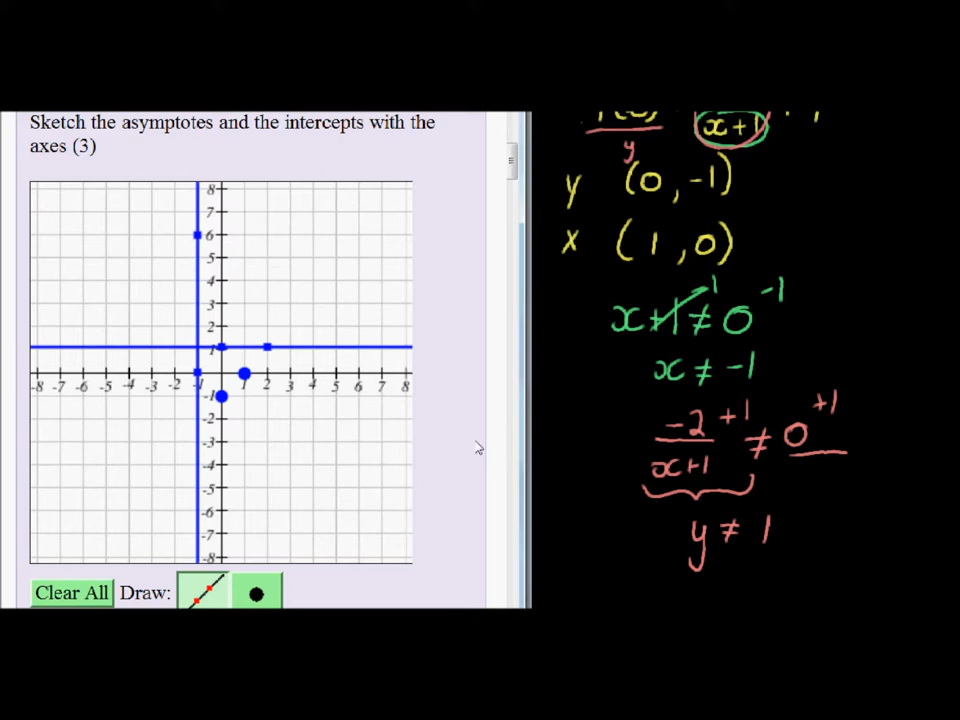 Sketch the asymptotes and the intercepts with the
axes (3)
x+1
y
y (0, -1)
x (1, 0)
x+1 ≠ 0
-1 -1
x ≠ -1
-2 +1 ≠ 0 +1
x+1
y ≠ 1
8
7
6
5
4
3
2
1
-8 -7 -6 -5 -4 -3 -2 -1 1 2 3 4 5 6 7 8
-1
-2
-3
-4
-5
-6
-7
-8
Clear All Draw: